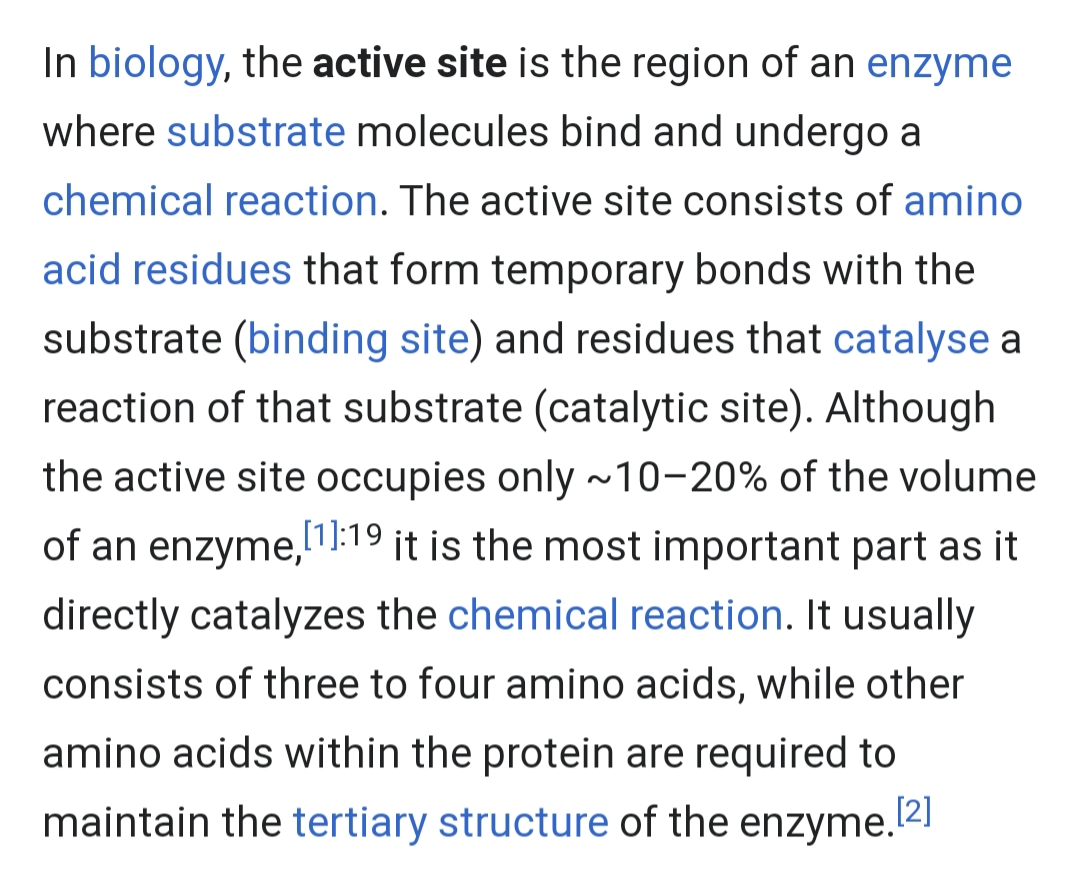 In biology, the active site is the region of an enzyme
where substrate molecules bind and undergo a
chemical reaction. The active site consists of amino
acid residues that form temporary bonds with the
substrate (binding site) and residues that catalyse a
reaction of that substrate (catalytic site). Although
the active site occupies only ~10–20% of the volume
of an enzyme,[1]:19 it is the most important part as it
directly catalyzes the chemical reaction. It usually
consists of three to four amino acids, while other
amino acids within the protein are required to
maintain the tertiary structure of the enzyme.[2]